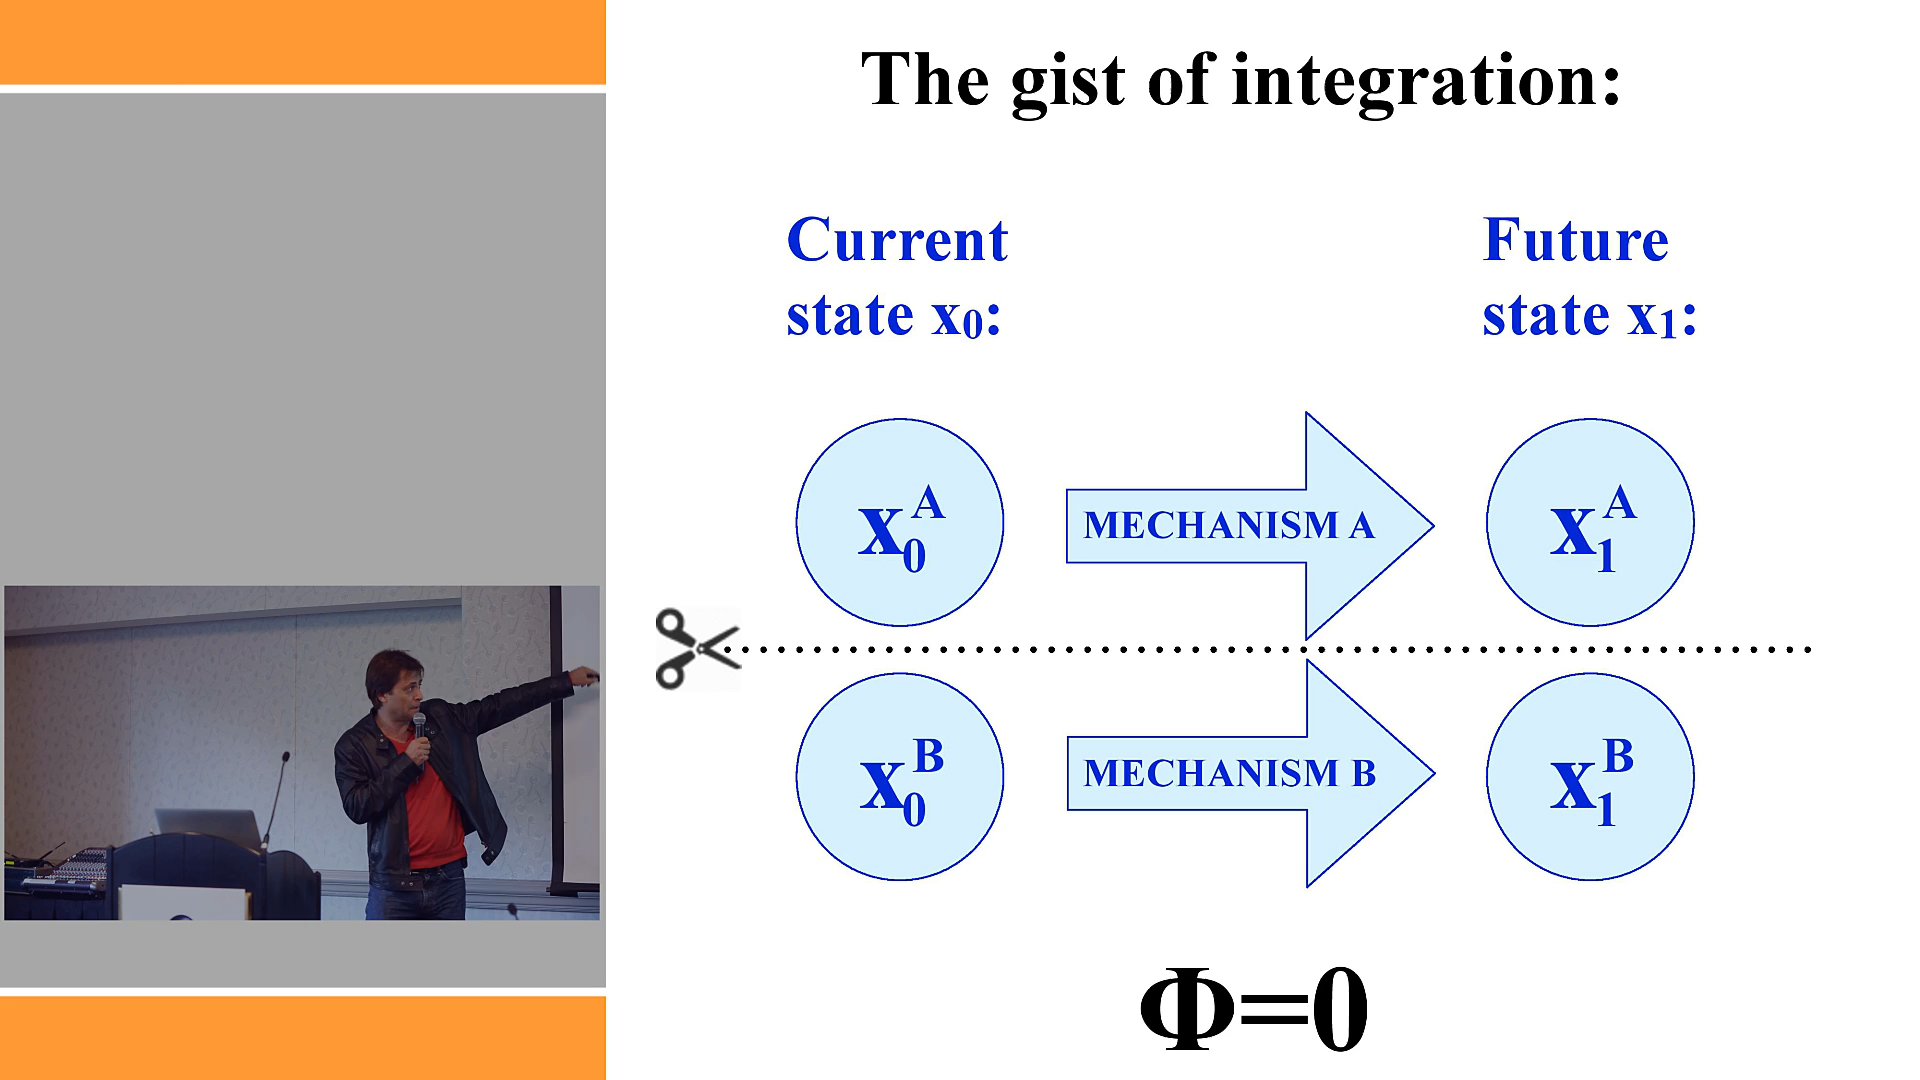 The gist of integration:
Current
state x₀:
Future
state x₁:
x₀ᴬ
MECHANISM A
x₁ᴬ
x₀ᴮ
MECHANISM B
x₁ᴮ
Φ=0